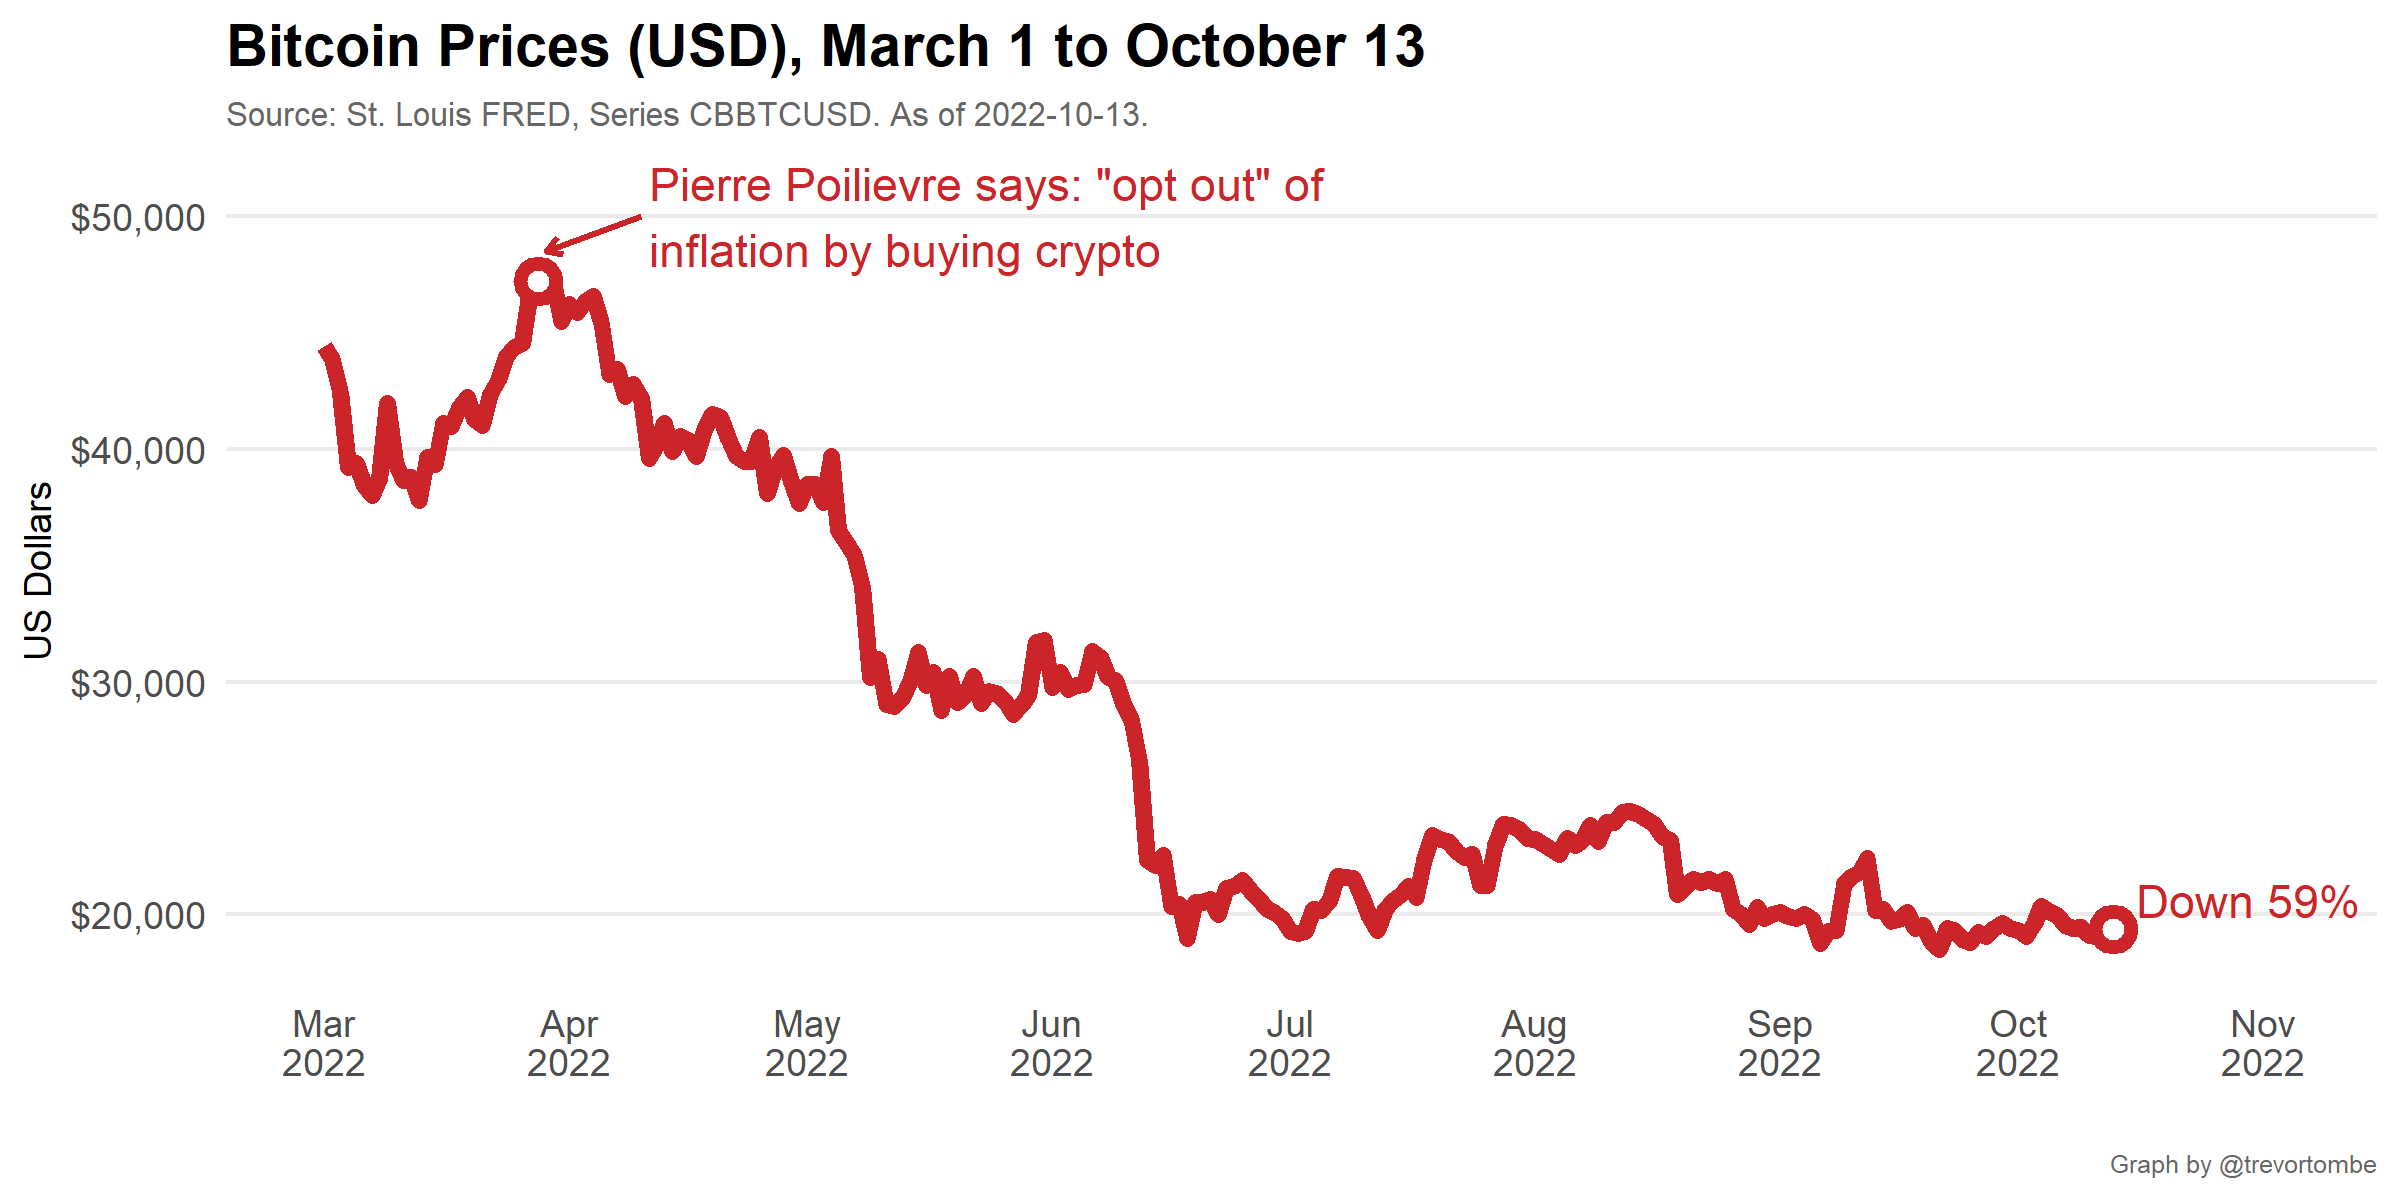 Bitcoin Prices (USD), March 1 to October 13
Source: St. Louis FRED, Series CBBTCUSD. As of 2022-10-13.
Pierre Poilievre says: "opt out" of
inflation by buying crypto
$50,000
$40,000
$30,000
$20,000
US Dollars
Down 59%
Mar
2022
Apr
2022
May
2022
Jun
2022
Jul
2022
Aug
2022
Sep
2022
Oct
2022
Nov
2022
Graph by @trevortombe